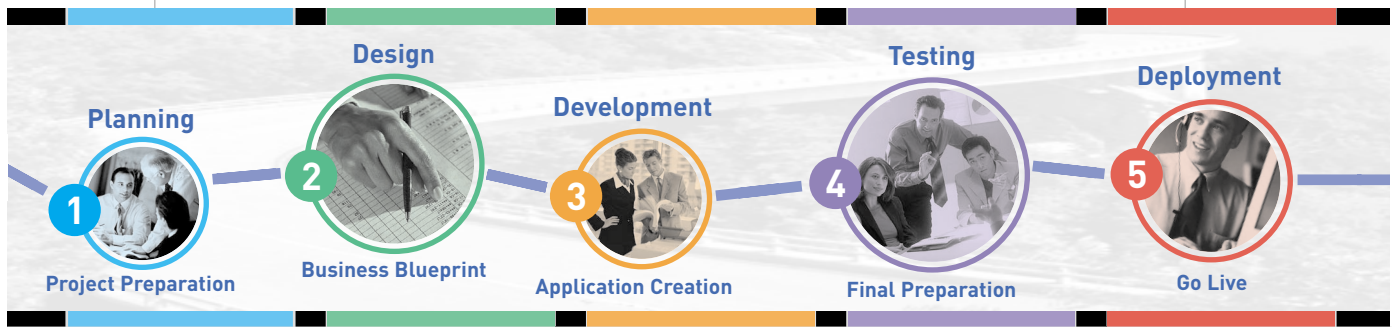 Planning
1
Project Preparation
Design
2
Business Blueprint
Development
3
Application Creation
Testing
4
Final Preparation
Deployment
5
Go Live